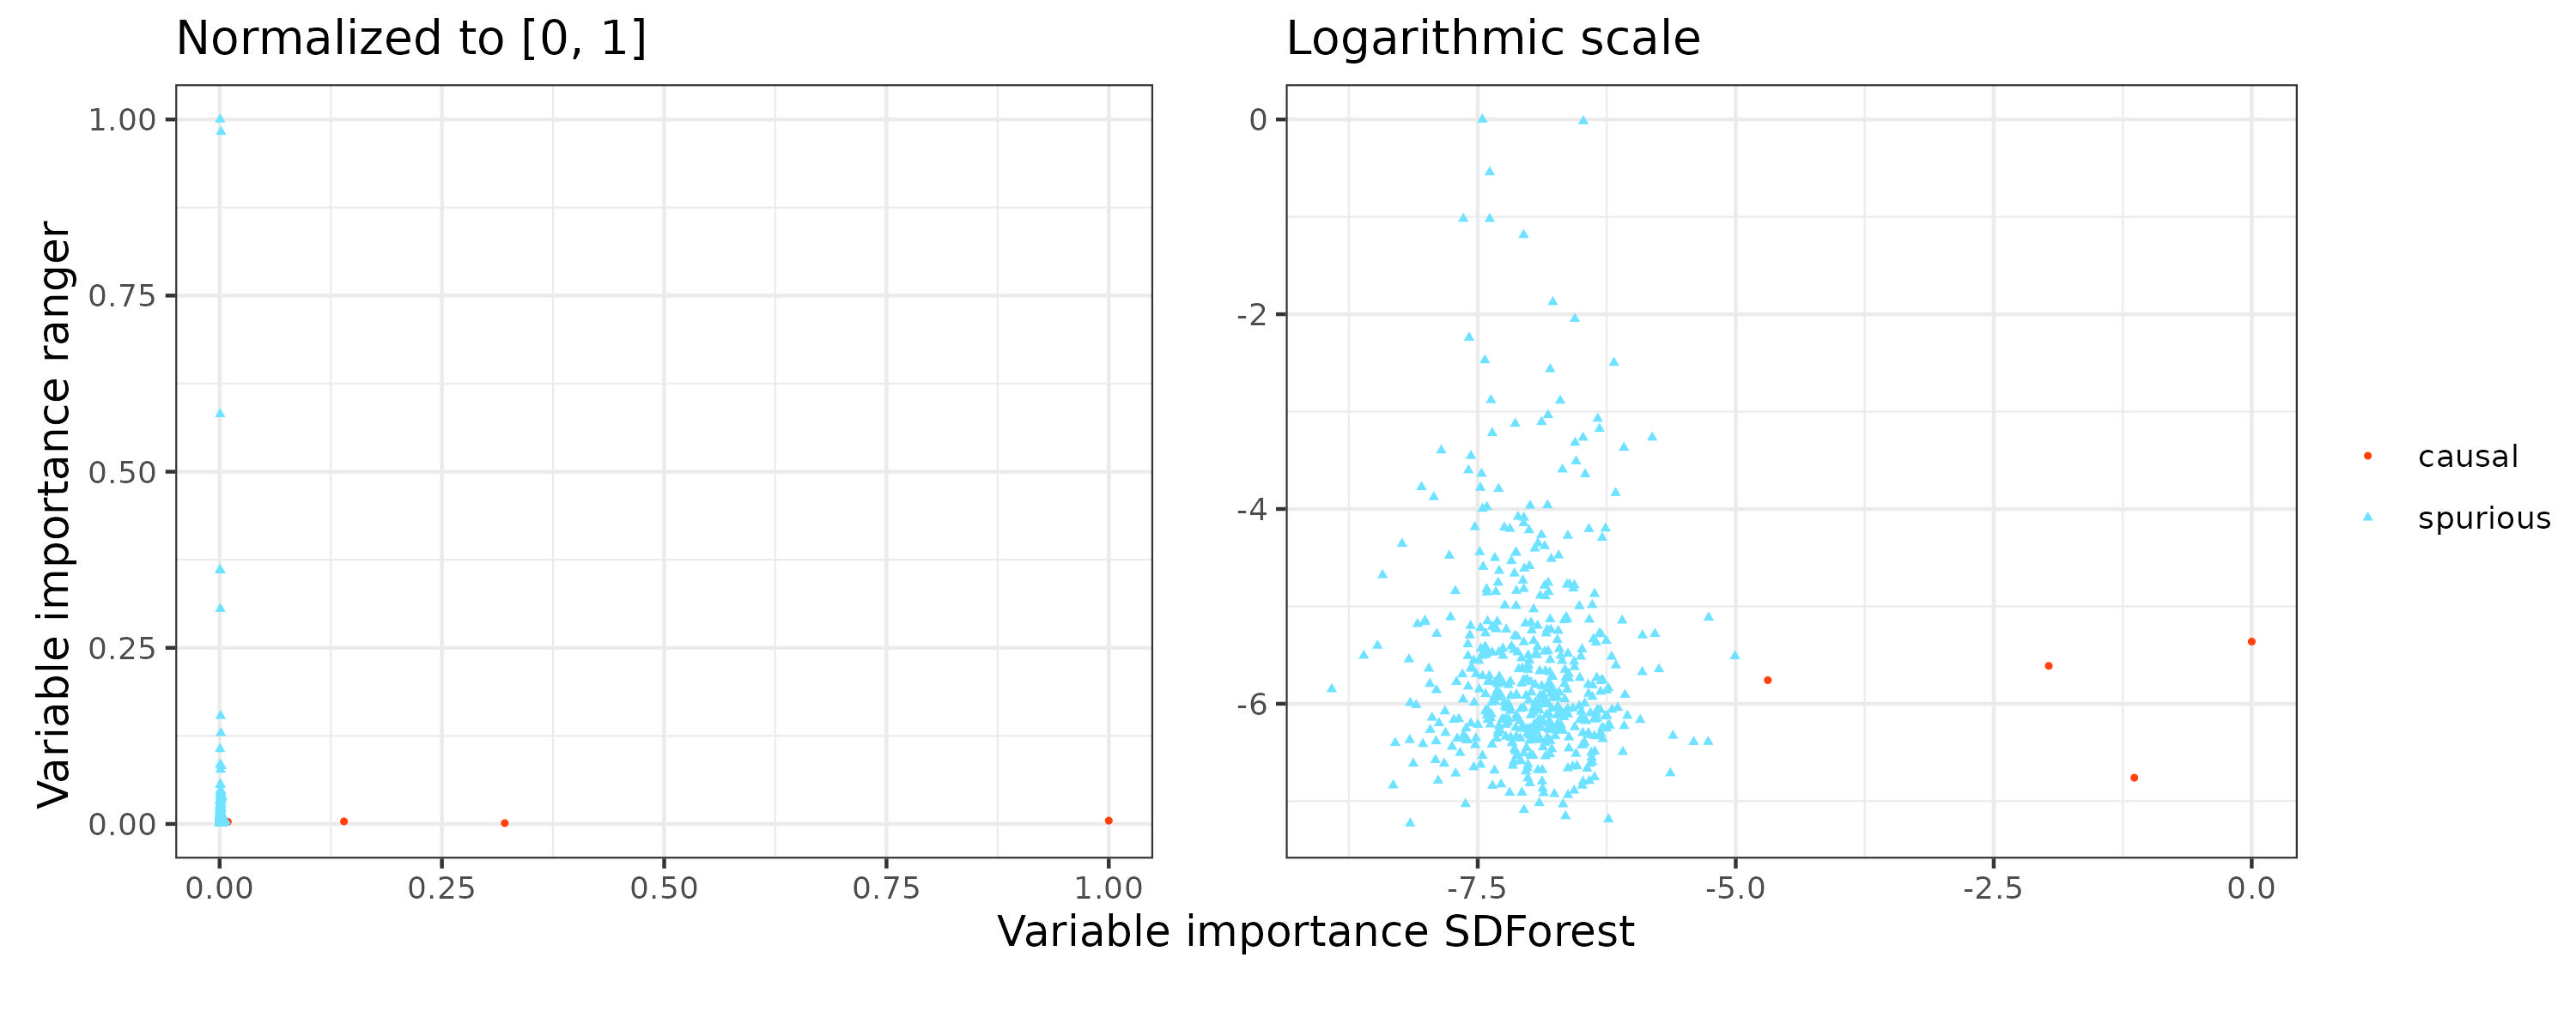 Normalized to [0, 1]
Logarithmic scale
Variable importance ranger
1.00
0.75
0.50
0.25
0.00
0.00 0.25 0.50 0.75 1.00
0
-2
-4
-6
-7.5 -5.0 -2.5 0.0
Variable importance SDForest
causal
spurious